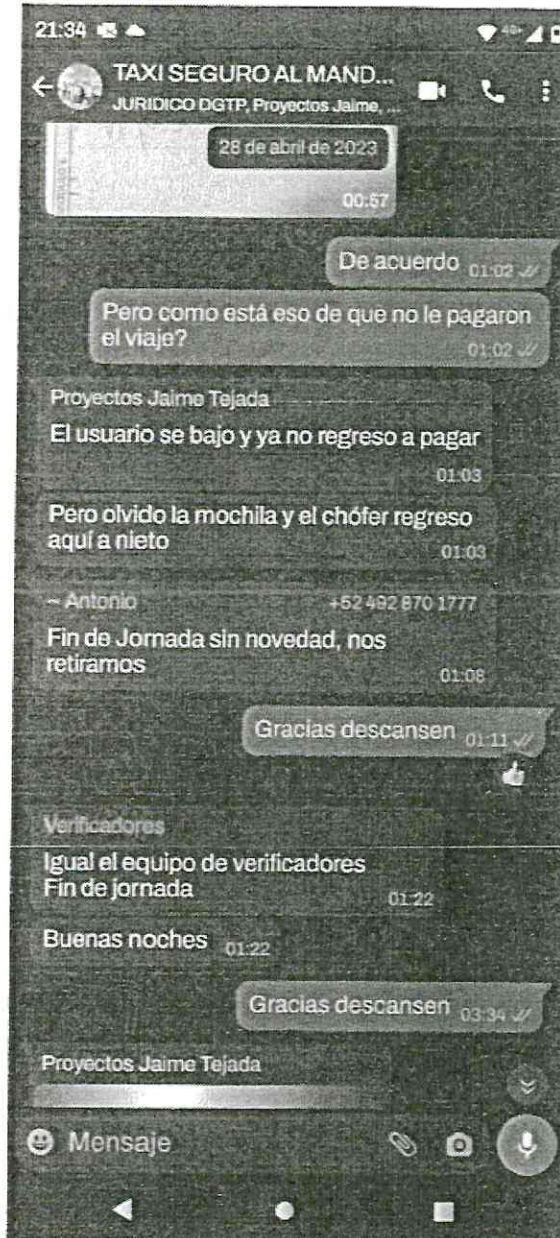 21:34
TAXI SEGURO AL MAND...
JURIDICO DGTP, Proyectos Jaime, ...
28 de abril de 2023
00:57
De acuerdo 01:02
Pero como está eso de que no le pagaron
el viaje?
01:02
Proyectos Jaime Tejada
El usuario se bajo y ya no regreso a pagar
01:03
Pero olvido la mochila y el chófer regreso
aquí a nieto
01:03
~ Antonio +52 492 870 1777
Fin de Jornada sin novedad, nos
retiramos
01:08
Gracias descansen 01:11
Verificadores
Igual el equipo de verificadores
Fin de jornada
01:22
Buenas noches 01:22
Gracias descansen 03:34
Proyectos Jaime Tejada
Mensaje